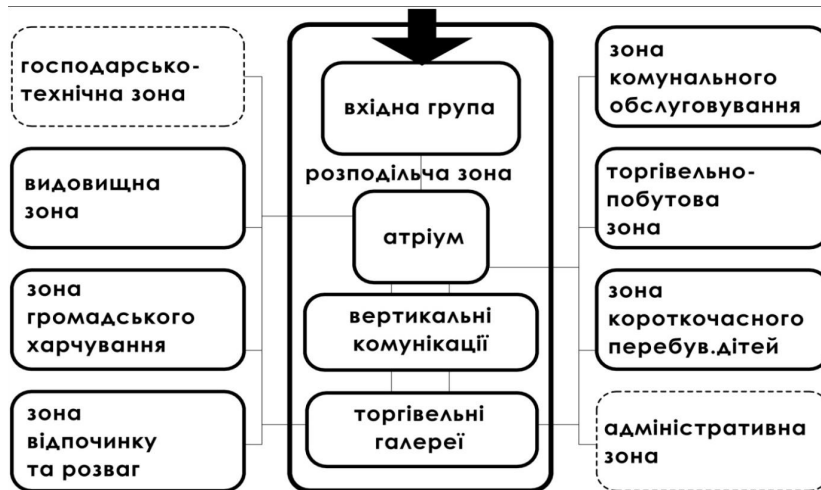 господарсько-
технічна зона
видовищна
зона
зона
громадського
харчування
зона
відпочинку
та розваг
вхідна група
розподільча зона
атріум
вертикальні
комунікації
торгівельні
галереї
зона
комунального
обслуговування
торгівельно-
побутова
зона
зона
короткочасного
перебув.дітей
адміністративна
зона